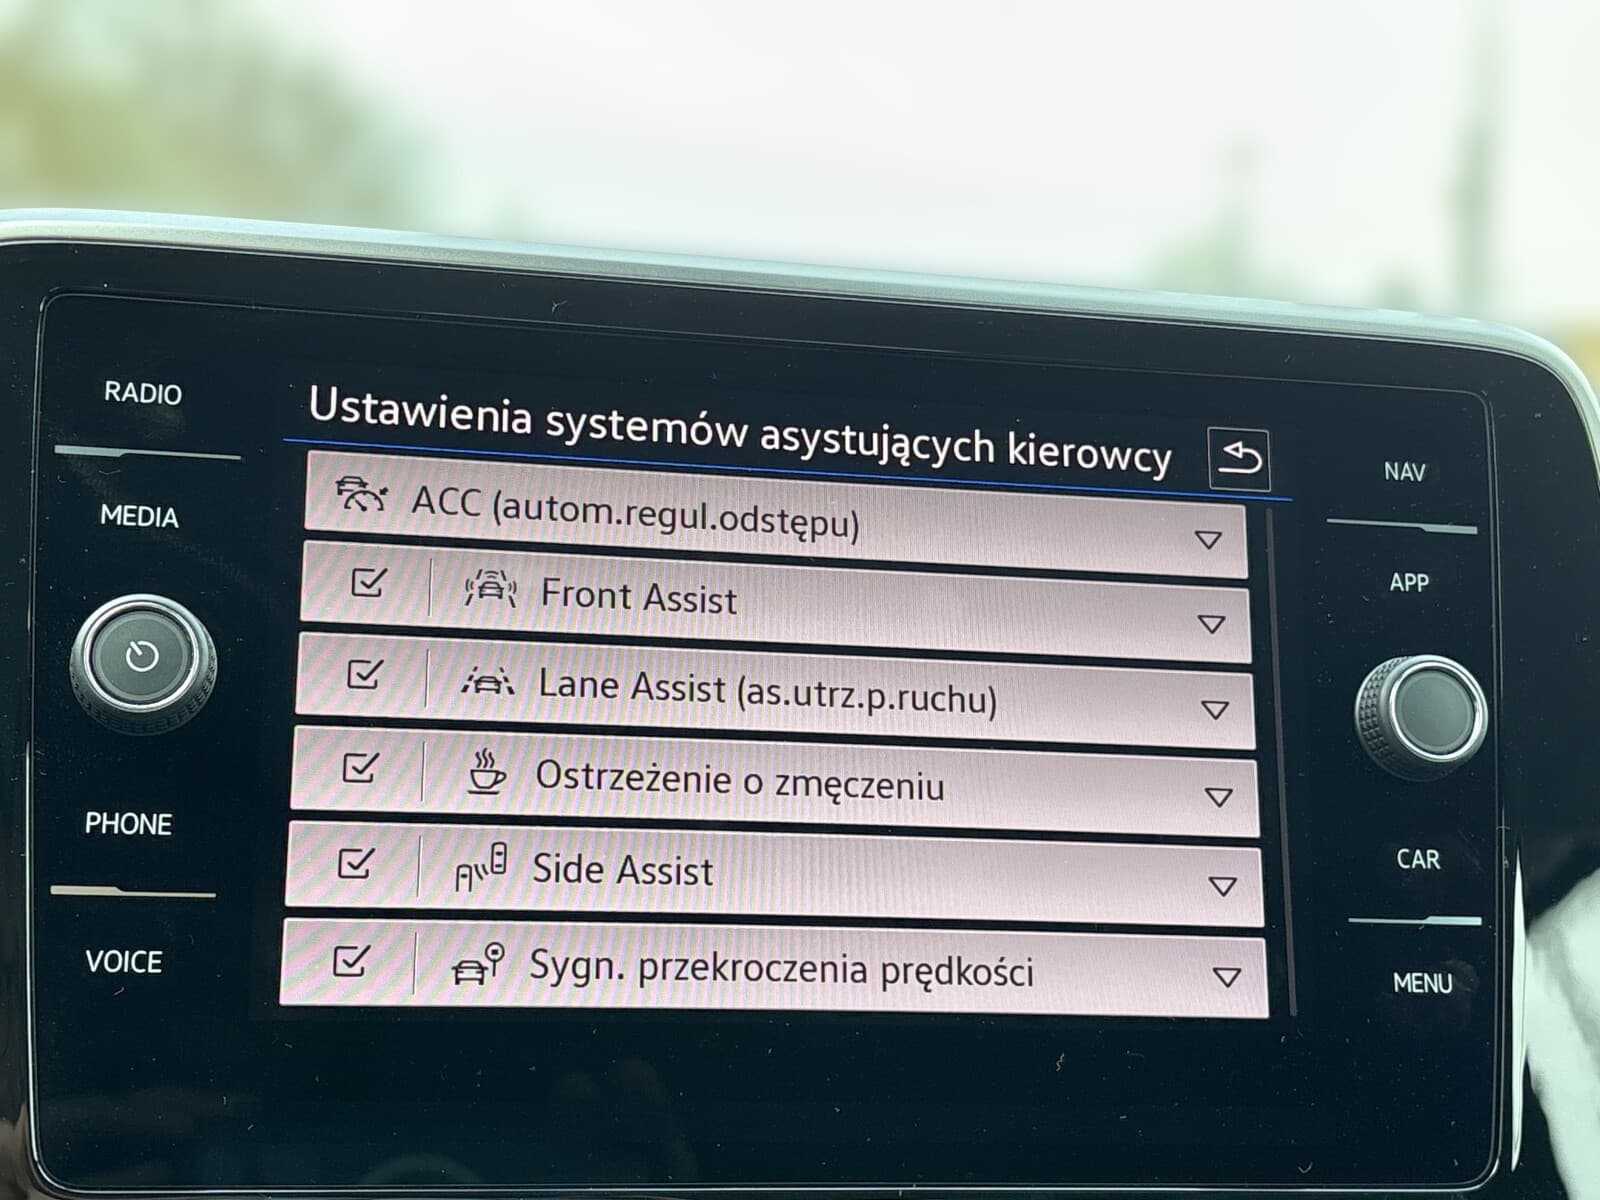 RADIO
MEDIA
PHONE
VOICE
Ustawienia systemów asystujących kierowcy
ACC (autom.regul.odstępu)
Front Assist
Lane Assist (as.utrz.p.ruchu)
Ostrzeżenie o zmęczeniu
Side Assist
Sygn. przekroczenia prędkości
NAV
APP
CAR
MENU